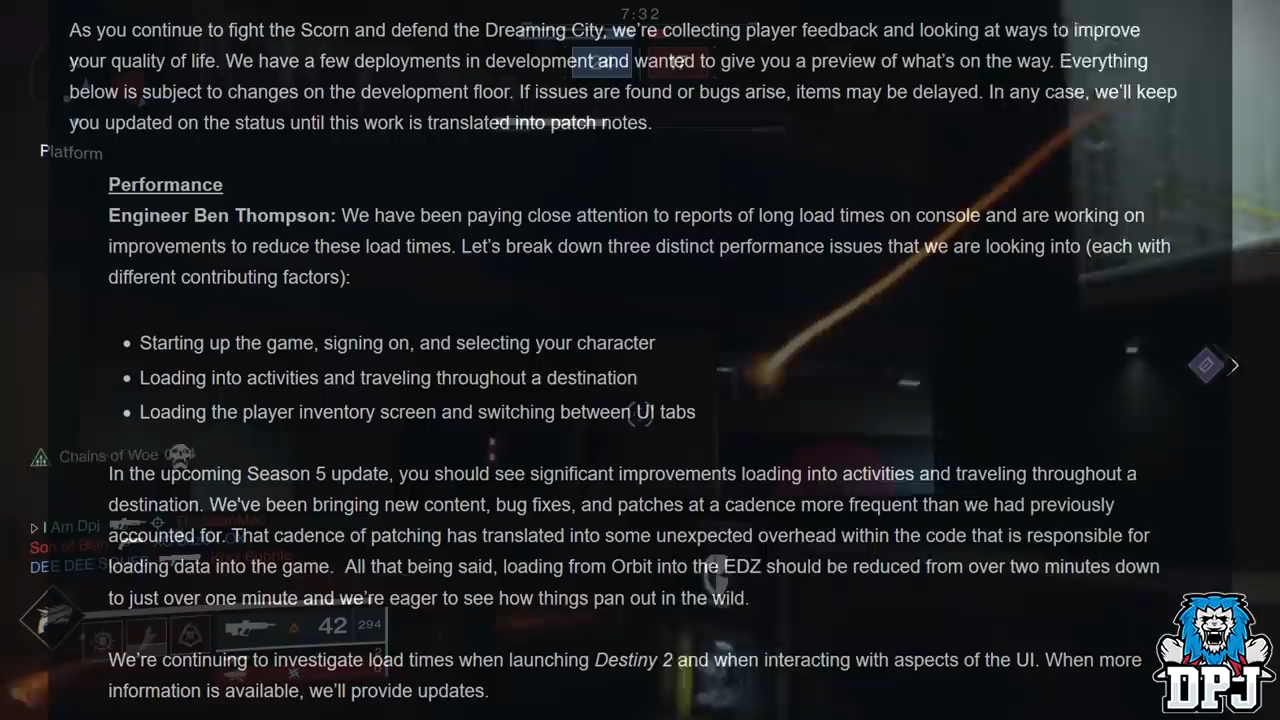 7:32
As you continue to fight the Scorn and defend the Dreaming City, we're collecting player feedback and looking at ways to improve
your quality of life. We have a few deployments in development and wanted to give you a preview of what's on the way. Everything
below is subject to changes on the development floor. If issues are found or bugs arise, items may be delayed. In any case, we'll keep
you updated on the status until this work is translated into patch notes.
Platform
Performance
Engineer Ben Thompson: We have been paying close attention to reports of long load times on console and are working on
improvements to reduce these load times. Let's break down three distinct performance issues that we are looking into (each with
different contributing factors):
• Starting up the game, signing on, and selecting your character
• Loading into activities and traveling throughout a destination
• Loading the player inventory screen and switching between UI tabs
Chains of Woe
In the upcoming Season 5 update, you should see significant improvements loading into activities and traveling throughout a
destination. We've been bringing new content, bug fixes, and patches at a cadence more frequent than we had previously
I Am Dpj
accounted for. That cadence of patching has translated into some unexpected overhead within the code that is responsible for
Son of
DEE DEE
loading data into the game. All that being said, loading from Orbit into the EDZ should be reduced from over two minutes down
to just over one minute and we're eager to see how things pan out in the wild.
42 294
We're continuing to investigate load times when launching Destiny 2 and when interacting with aspects of the UI. When more
information is available, we'll provide updates.
DPJ